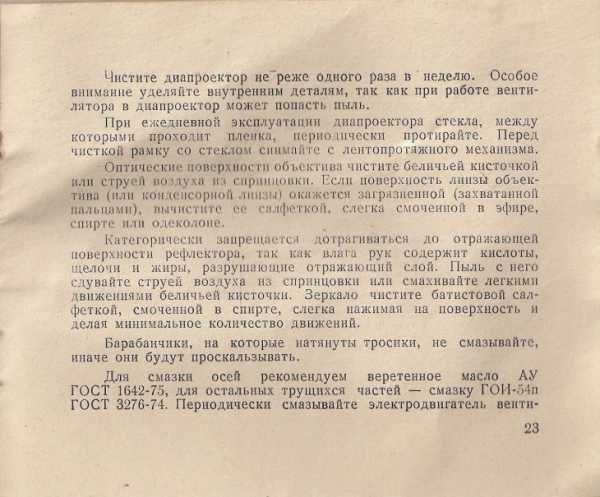 Чистите диапроектор не реже одного раза в неделю. Особое
внимание уделяйте внутренним деталям, так как при работе венти-
лятора в диапроектор может попасть пыль.
При ежедневной эксплуатации диапроектора стекла, между
которыми проходит пленка, периодически протирайте. Перед
чисткой рамку со стеклом снимайте с лентопротяжного механизма.
Оптические поверхности объектива чистите беличьей кисточкой
или струей воздуха из спринцовки. Если поверхность линзы объек-
тива (или конденсорной линзы) окажется загрязненной (захватанной
пальцами), вычистите ее салфеткой, слегка смоченной в эфире,
спирте или одеколоне.
Категорически запрещается дотрагиваться до отражающей
поверхности рефлектора, так как влага рук содержит кислоты,
щелочи и жиры, разрушающие отражающий слой. Пыль с него
сдувайте струей воздуха из спринцовки или смахивайте легкими
движениями беличьей кисточки. Зеркало чистите батистовой сал-
феткой, смоченной в спирте, слегка нажимая на поверхность и
делая минимальное количество движений.
Барабанчики, на которые натянуты тросики, не смазывайте,
иначе они будут проскальзывать.
Для смазки осей рекомендуем веретенное масло АУ
ГОСТ 1642-75, для остальных трущихся частей — смазку ГОИ-54п
ГОСТ 3276-74. Периодически смазывайте электродвигатель венти-
23